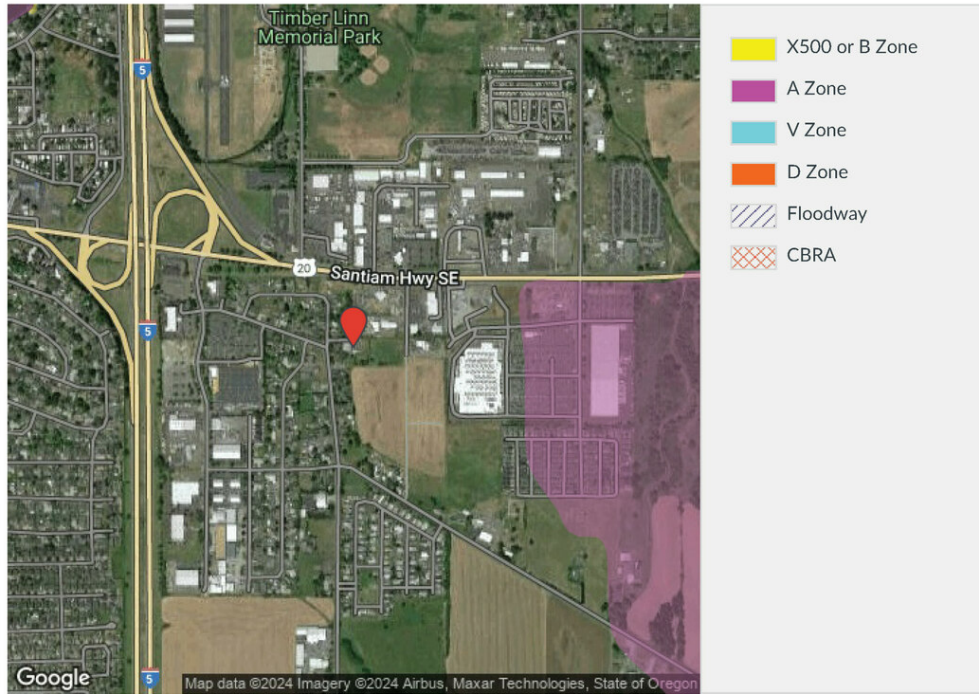 Timber Linn
Memorial Park
5
20
Santiam Hwy SE
5
5
Google
Map data ©2024 Imagery ©2024 Airbus, Maxar Technologies, State of Oregon
X500 or B Zone
A Zone
V Zone
D Zone
Floodway
CBRA